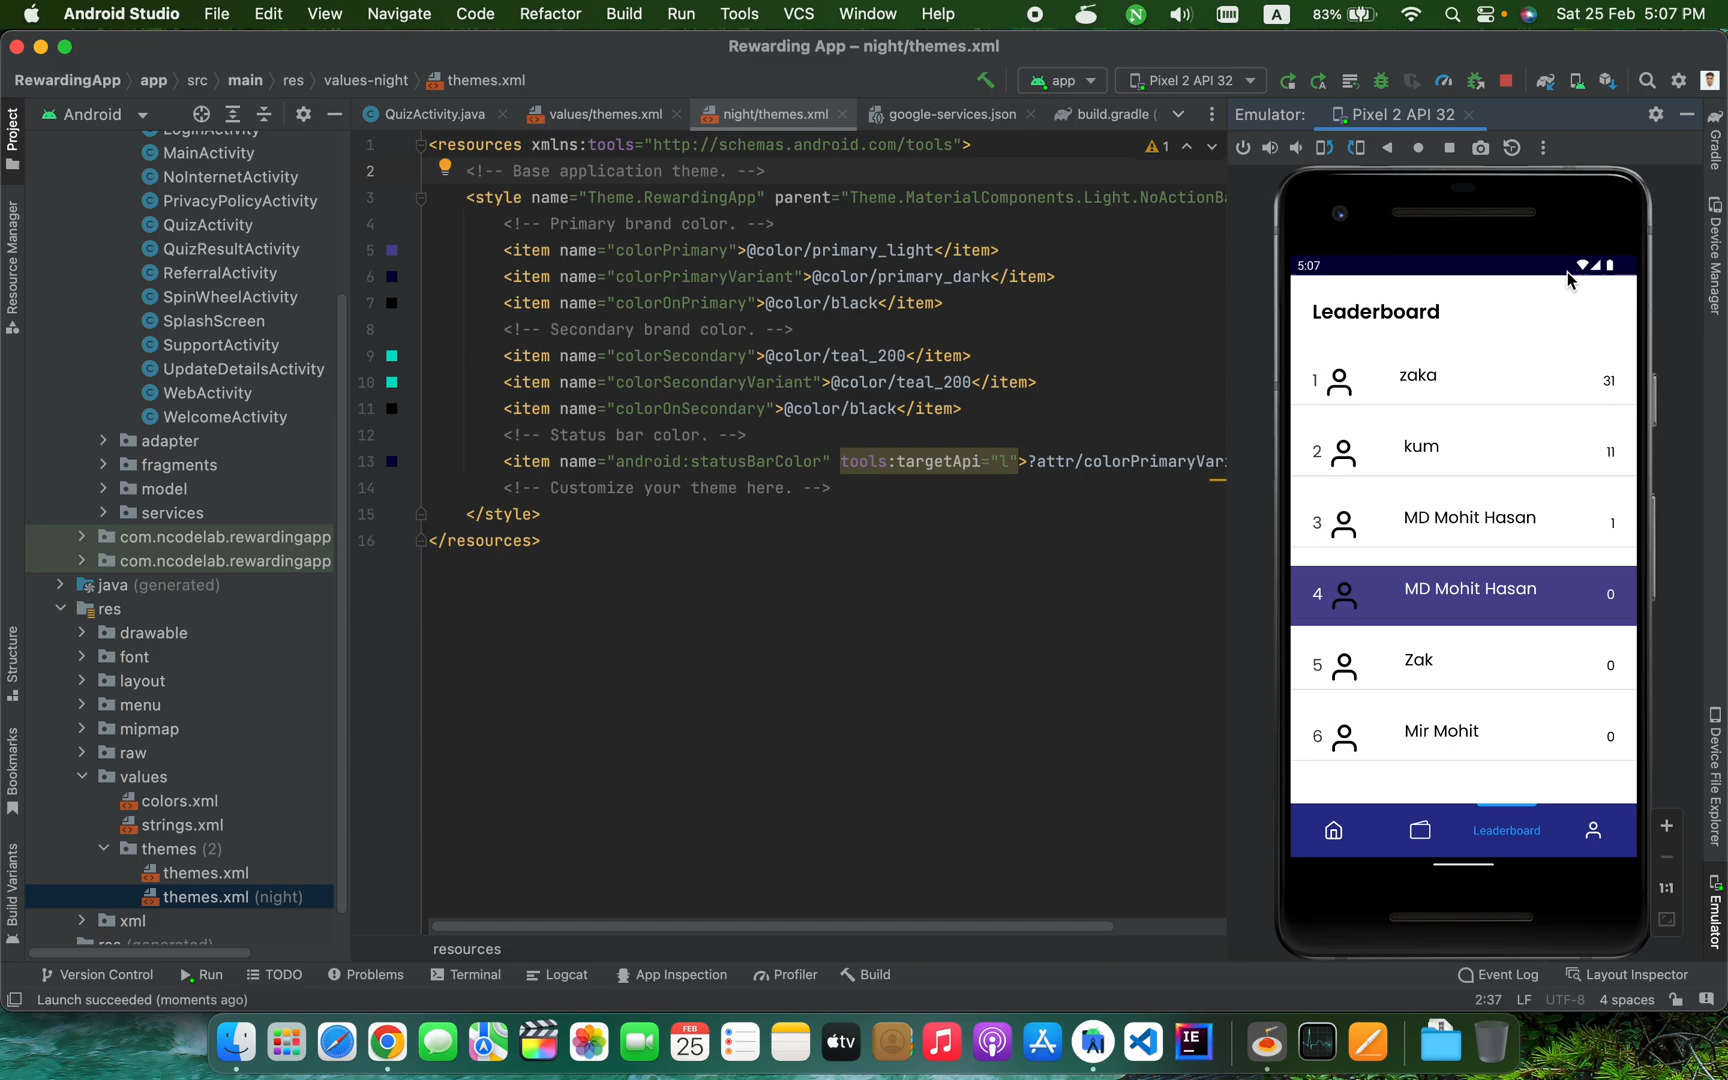 Android Studio File Edit View Navigate Code Refactor Build Run Tools VCS Window Help A 83% Sat 25 Feb 5:07 PM
Rewarding App – night/themes.xml
RewardingApp app src main res values-night themes.xml app Pixel 2 API 32
Android QuizActivity.java values/themes.xml night/themes.xml google-services.json build.gradle ( Emulator: Pixel 2 API 32
Project
Resource Manager
Structure
Bookmarks
Build Variants
MainActivity
NoInternetActivity
PrivacyPolicyActivity
QuizActivity
QuizResultActivity
ReferralActivity
SpinWheelActivity
SplashScreen
SupportActivity
UpdateDetailsActivity
WebActivity
WelcomeActivity
adapter
fragments
model
services
com.ncodelab.rewardingapp
com.ncodelab.rewardingapp
java (generated)
res
drawable
font
layout
menu
mipmap
raw
values
colors.xml
strings.xml
themes (2)
themes.xml
themes.xml (night)
xml
1 <resources xmlns:tools="http://schemas.android.com/tools"> 1
2 <!-- Base application theme. -->
3 <style name="Theme.RewardingApp" parent="Theme.MaterialComponents.Light.NoActionBa
4 <!-- Primary brand color. -->
5 <item name="colorPrimary">@color/primary_light</item>
6 <item name="colorPrimaryVariant">@color/primary_dark</item>
7 <item name="colorOnPrimary">@color/black</item>
8 <!-- Secondary brand color. -->
9 <item name="colorSecondary">@color/teal_200</item>
10 <item name="colorSecondaryVariant">@color/teal_200</item>
11 <item name="colorOnSecondary">@color/black</item>
12 <!-- Status bar color. -->
13 <item name="android:statusBarColor" tools:targetApi="l">?attr/colorPrimaryVari
14 <!-- Customize your theme here. -->
15 </style>
16 </resources>
resources
5:07
Leaderboard
1 zaka 31
2 kum 11
3 MD Mohit Hasan 1
4 MD Mohit Hasan 0
5 Zak 0
6 Mir Mohit 0
Leaderboard
1:1
Gradle
Device Manager
Device File Explorer
Emulator
Version Control Run TODO Problems Terminal Logcat App Inspection Profiler Build Event Log Layout Inspector
Launch succeeded (moments ago) 2:37 LF UTF-8 4 spaces
FEB
25
tv
IE